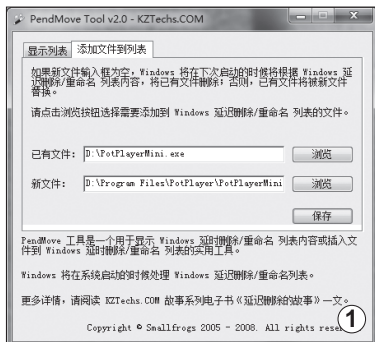 PendMove Tool v2.0 - KZTechs.COM
显示列表 添加文件到列表
如果新文件输入框为空，Windows 将在下次启动的时候将根据 Windows 延
迟删除/重命名 列表内容，将已有文件删除；否则，已有文件将被新文件
替换。
请点击浏览按钮选择需要添加到 Windows 延迟删除/重命名 列表的文件。
已有文件： D:\PotPlayerMini.exe 浏览
新文件： D:\Program Files\PotPlayer\PotPlayerMini 浏览
保存
PendMove 工具是一个用于显示 Windows 延时删除/重命名 列表内容或插入文
件到 Windows 延迟删除/重命名 列表的实用工具。
Windows 将在系统启动的时候处理 Windows 延迟删除/重命名列表。
更多详情，请阅读 KZTechs.COM 故事系列电子书《延迟删除的故事》一文。
Copyright © Smallfrogs 2005 - 2008. All rights rese
①